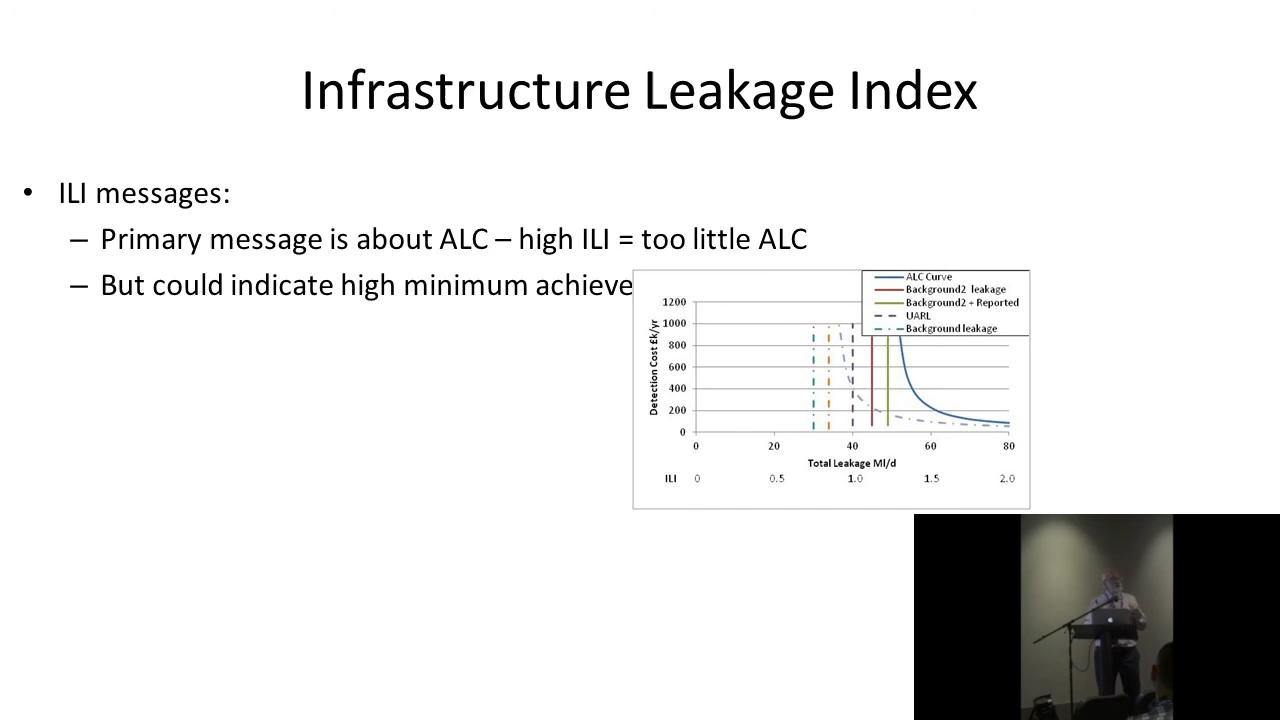 Infrastructure Leakage Index
• ILI messages:
– Primary message is about ALC – high ILI = too little ALC
– But could indicate high minimum achieve
ALC Curve
Background2 leakage
Background2 + Reported
UARL
Background leakage
Detection Cost £k/yr
1200
1000
800
600
400
200
0
0 20 40 60 80
Total Leakage Ml/d
ILI 0 0.5 1.0 1.5 2.0